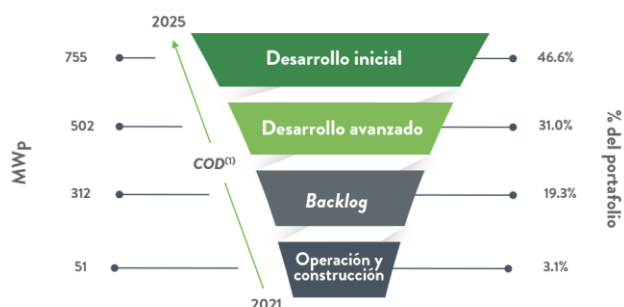 2025
755
Desarrollo inicial
46.6%
502
Desarrollo avanzado
31.0%
MWp
COD(1)
% del portafolio
312
Backlog
19.3%
51
Operación y
construcción
3.1%
2021